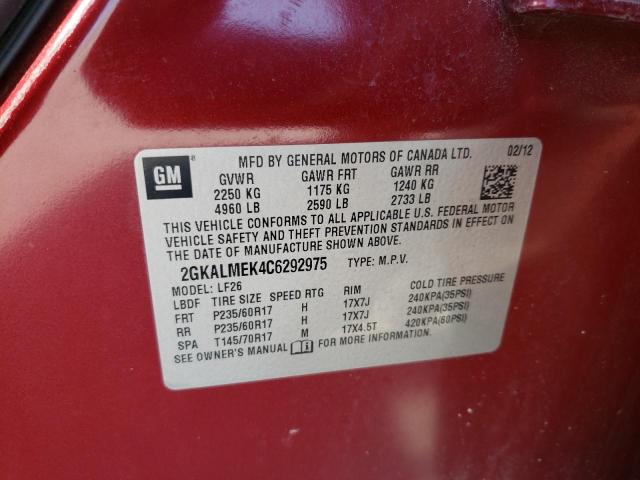 GM ®
MFD BY GENERAL MOTORS OF CANADA LTD. 02/12
GVWR GAWR FRT GAWR RR
2250 KG 1175 KG 1240 KG
4960 LB 2590 LB 2733 LB
THIS VEHICLE CONFORMS TO ALL APPLICABLE U.S. FEDERAL MOTOR
VEHICLE SAFETY AND THEFT PREVENTION STANDARDS IN EFFECT ON
THE DATE OF MANUFACTURE SHOWN ABOVE.
2GKALMEK4C6292975 TYPE: M.P.V.
MODEL: LF26
LBDF TIRE SIZE SPEED RTG RIM COLD TIRE PRESSURE
FRT P235/60R17 H 17X7J 240KPA(35PSI)
RR P235/60R17 H 17X7J 240KPA(35PSI)
SPA T145/70R17 M 17X4.5T 420KPA(60PSI)
SEE OWNER'S MANUAL FOR MORE INFORMATION.